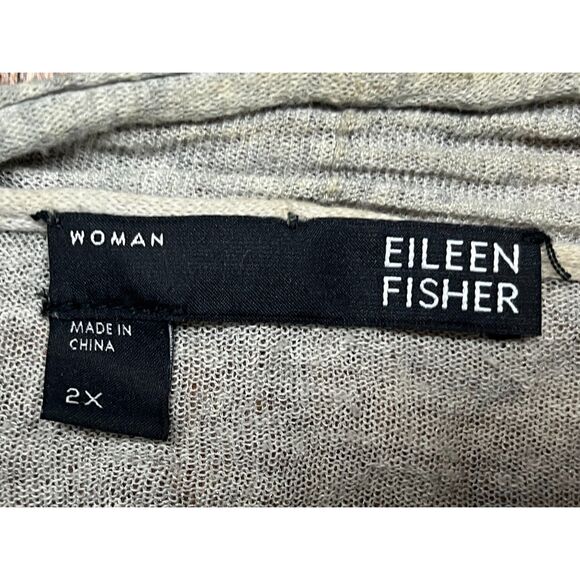 WOMAN
EILEEN
FISHER
MADE IN
CHINA
2X